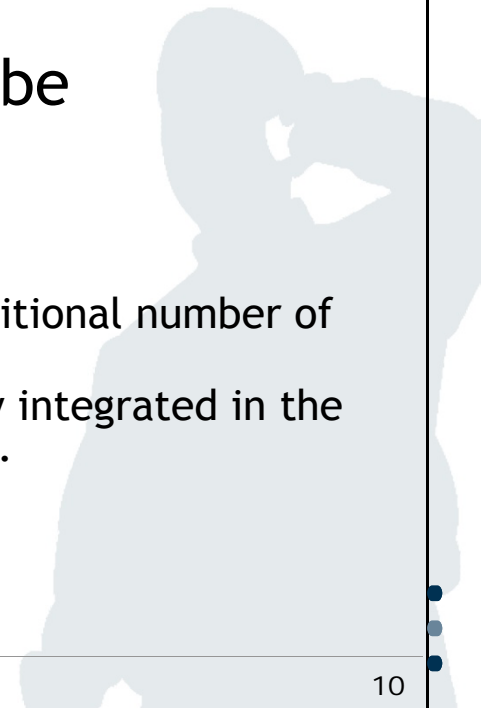 be
itional number of
integrated in the
.
10